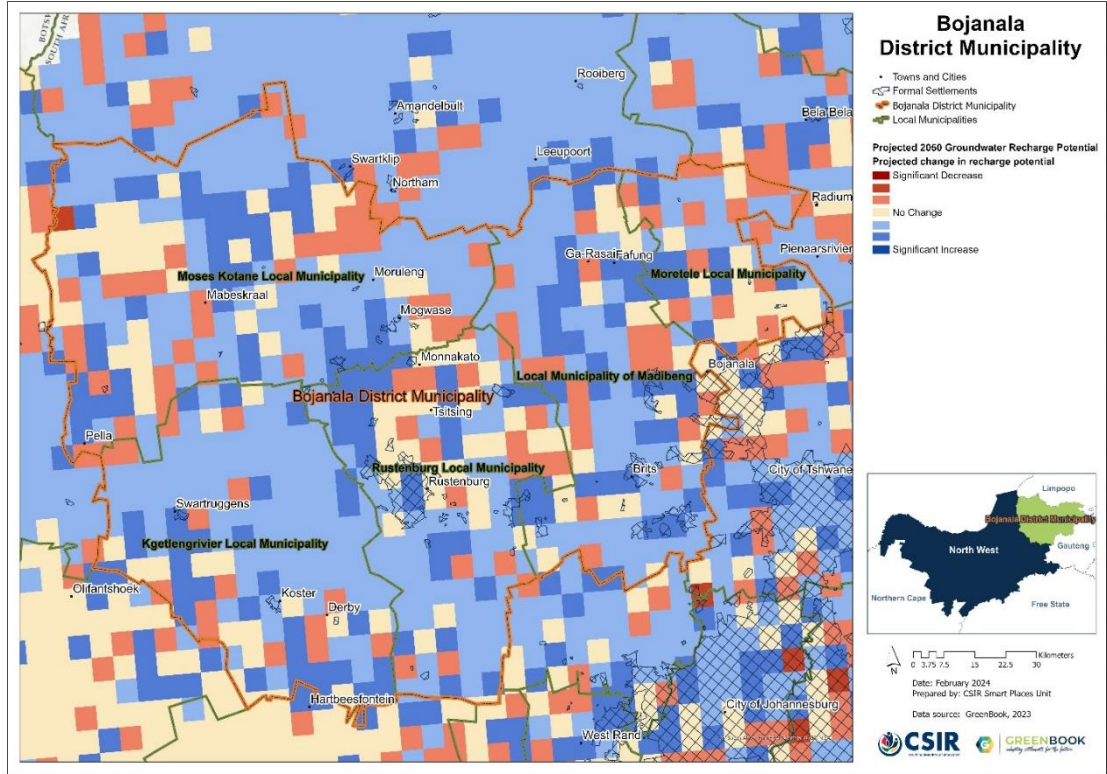 Bojanala
District Municipality
Towns and Cities
Formal Settlements
Bojanala District Municipality
Local Municipalities
Projected 2060 Groundwater Recharge Potential
Projected change in recharge potential
Significant Decrease
No Change
Significant Increase
SOUTH AFRICA
Rooiberg
Amandelbult
Bela Bela
Swartklip
Leeupoort
Northam
Radium
Ga-Rasai
Fafung
Pienaarsrivier
Moses Kotane Local Municipality
Moruleng
Moretele Local Municipality
Mabeskraal
Mogwase
Monnakato
Bojanala
Local Municipality of Madibeng
Bojanala District Municipality
Tsitsing
Pella
Rustenburg Local Municipality
Brits
City of Tshwane
Rustenburg
Swartruggens
Kgetlengrivier Local Municipality
Olifantshoek
Koster
Derby
Hartbeesfontein
City of Johannesburg
West Rand
Limpopo
Bojanala District Municipality
North West
Gauteng
Northern Cape
Free State
N
Kilometers
0 3,75 7,5 15 22,5 30
Date: February 2024
Prepared by: CSIR Smart Places Unit
Data source: GreenBook, 2023
CSIR
GREENBOOK